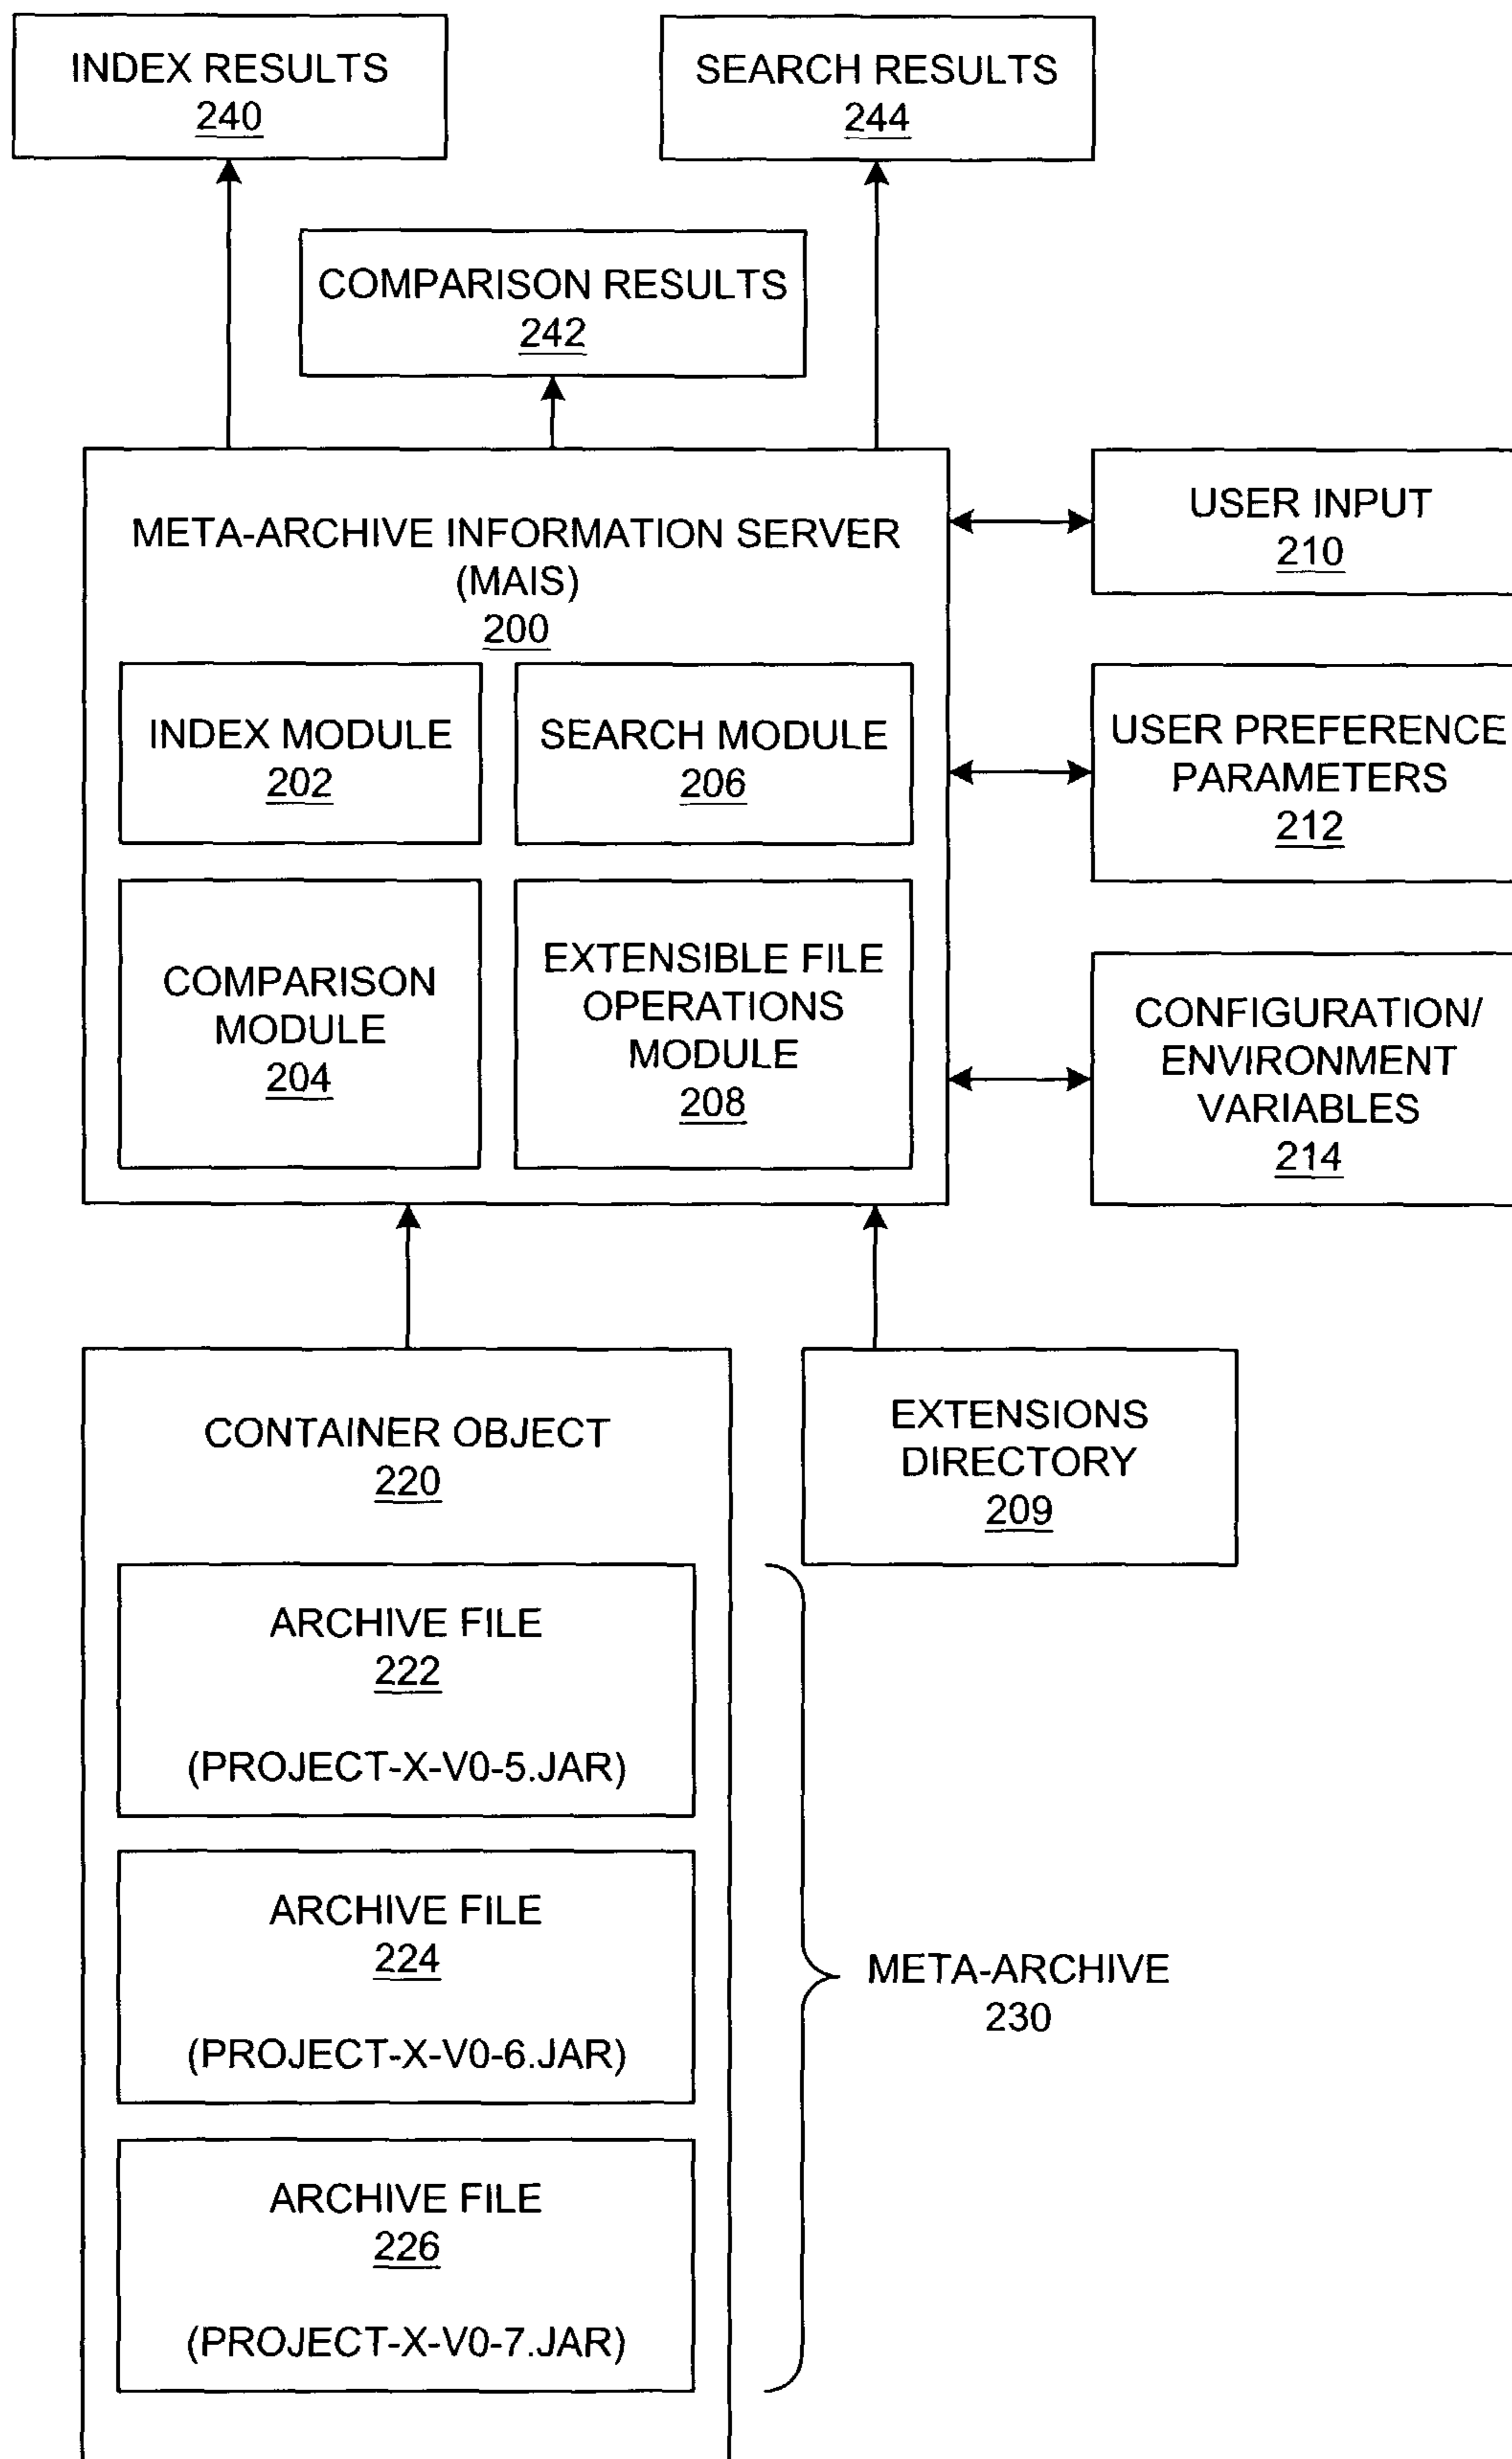 INDEX RESULTS
240
SEARCH RESULTS
244
COMPARISON RESULTS
242
META-ARCHIVE INFORMATION SERVER
(MAIS)
200
INDEX MODULE
202
SEARCH MODULE
206
COMPARISON
MODULE
204
EXTENSIBLE FILE
OPERATIONS
MODULE
208
USER INPUT
210
USER PREFERENCE
PARAMETERS
212
CONFIGURATION/
ENVIRONMENT
VARIABLES
214
CONTAINER OBJECT
220
EXTENSIONS
DIRECTORY
209
ARCHIVE FILE
222
(PROJECT-X-V0-5.JAR)
ARCHIVE FILE
224
(PROJECT-X-V0-6.JAR)
ARCHIVE FILE
226
(PROJECT-X-V0-7.JAR)
META-ARCHIVE
230